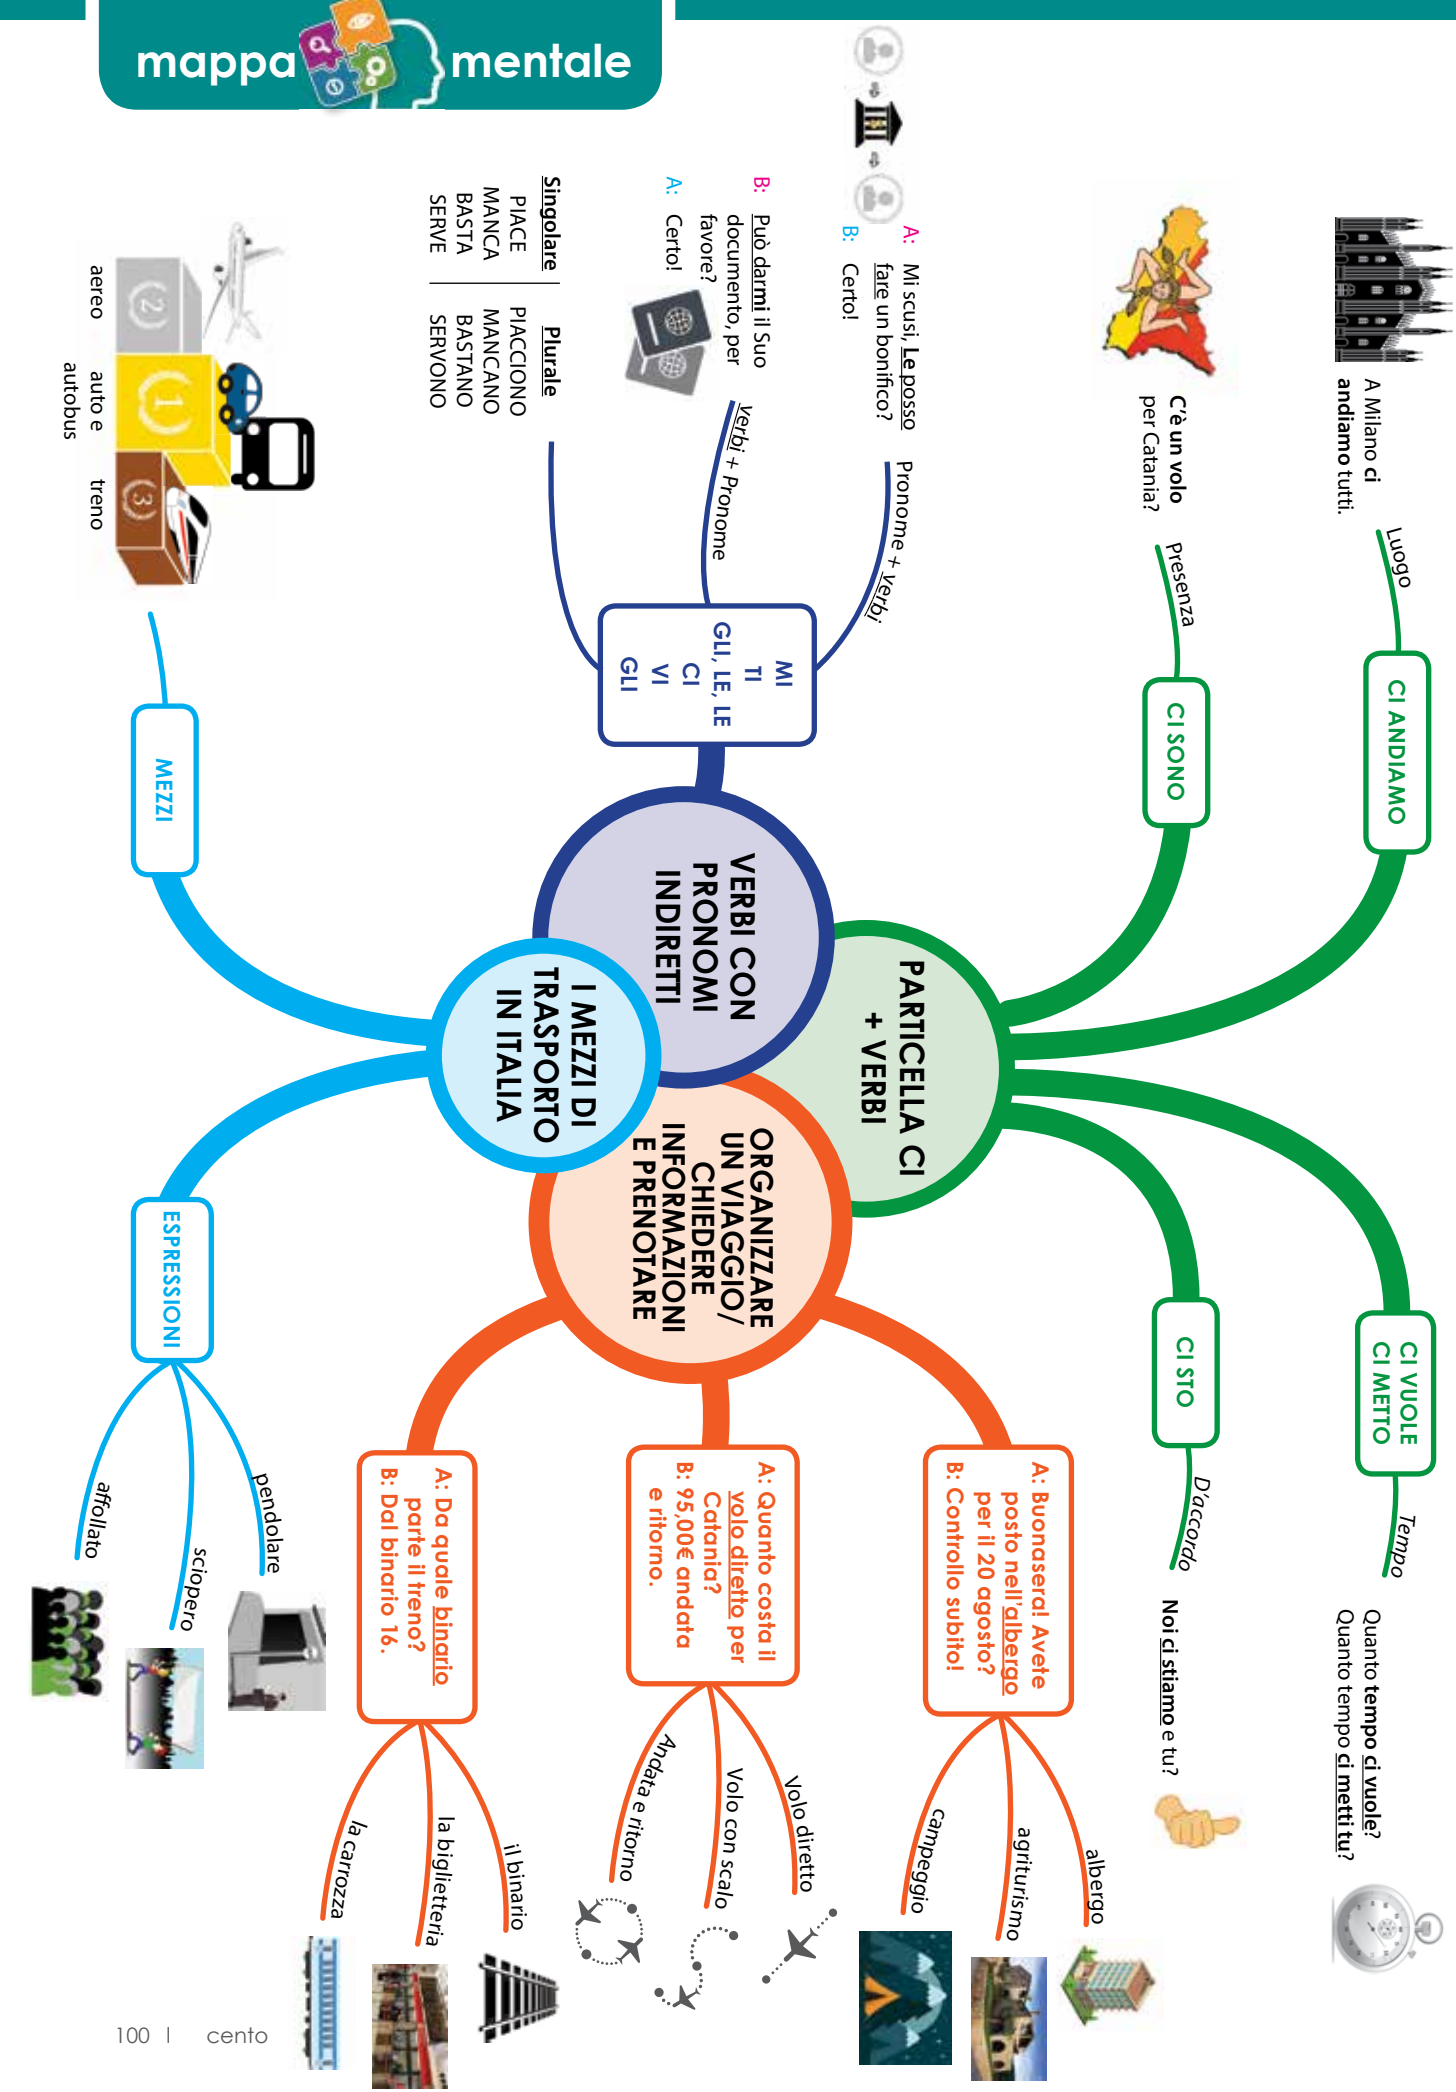 mappa mentale
A Milano ci
andiamo tutti.
Luogo
CI ANDIAMO
C'è un volo
per Catania?
Presenza
CI SONO
PARTICELLA CI
+ VERBI
CI VUOLE
CI METTO
Tempo
Quanto tempo ci vuole?
Quanto tempo ci metti tu?
CI STO
D'accordo
Noi ci stiamo e tu?
A: Mi scusi, Le posso
fare un bonifico?
B: Certo!
Pronome + verbi
B: Può darmi il Suo
documento, per
favore?
A: Certo!
verbi + Pronome
Singolare
PIACE
MANCA
BASTA
SERVE
Plurale
PIACCIONO
MANCANO
BASTANO
SERVONO
MI
TI
GLI, LE, LE
CI
VI
GLI
VERBI CON
PRONOMI
INDIRETTI
ORGANIZZARE
UN VIAGGIO/
CHIEDERE
INFORMAZIONI
E PRENOTARE
A: Buonasera! Avete
posto nell'albergo
per il 20 agosto?
B: Controllo subito!
albergo
agriturismo
campeggio
A: Quanto costa il
volo diretto per
Catania?
B: 95,00€ andata
e ritorno.
Volo diretto
Volo con scalo
Andata e ritorno
A: Da quale binario
parte il treno?
B: Dal binario 16.
il binario
la biglietteria
la carrozza
I MEZZI DI
TRASPORTO
IN ITALIA
MEZZI
2
1
3
aereo
auto e
autobus
treno
ESPRESSIONI
pendolare
sciopero
affollato
100 | cento